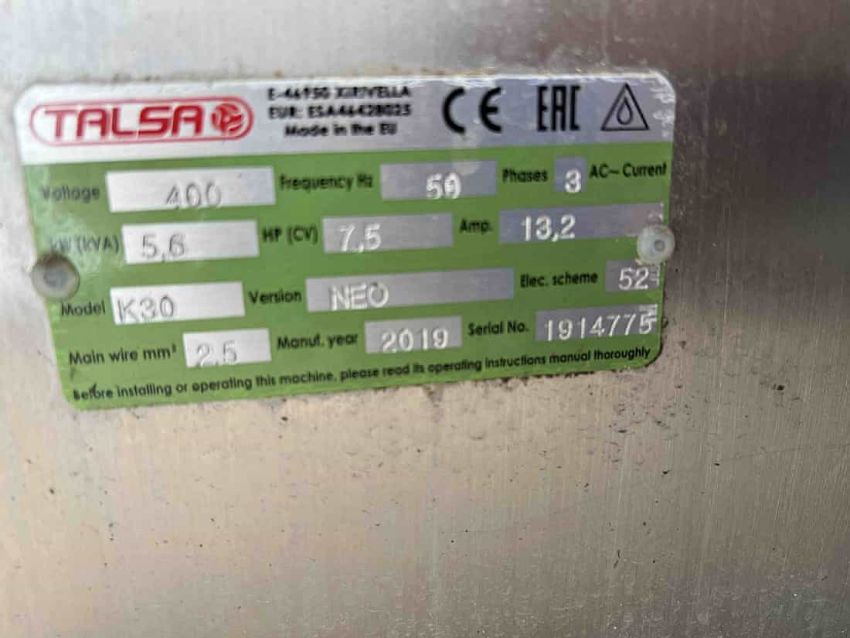 TALSA
E-46950 XIRIVELLA
EUR: ESA46428025
Made in the EU
CE EAC
Voltage 400 Frequency Hz 50 Phases 3 AC~ Current
kW (kVA) 5,6 HP (CV) 7,5 Amp. 13,2
Model K30 Version NEO Elec. scheme 52
Main wire mm² 2.5 Manuf. year 2019 Serial No. 1914775
Before installing or operating this machine, please read its operating instructions manual thoroughly